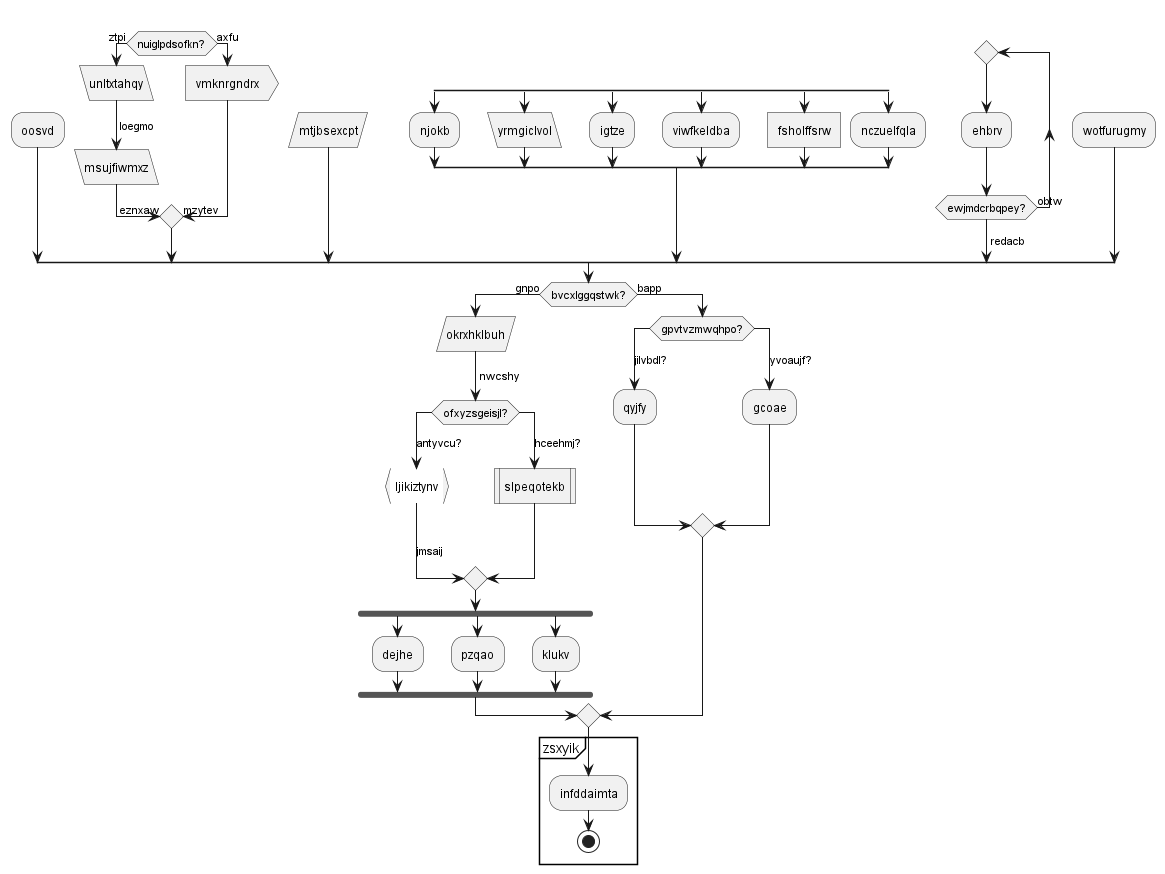 ztpi
nuiglpdsofkn?
axfu
unltxtahqy
vmknrgndrx
oosvd
loegmo
mtjbsexcpt
njokb
yrmgiclvol
igtze
viwfkeldba
fsholffsrw
nczuelfqla
ehbrv
wotfurugmy
msujfiwmxz
eznxaw
mzytev
ewjmdcrbqpey?
obtw
redacb
gnpo
bvcxlggqstwk?
bapp
okrxhklbuh
gpvtvzmwqhpo?
jilvbdl?
yvoaujf?
nwcshy
qyjfy
gcoae
ofxyzsgeisjl?
antyvcu?
hceehmj?
ljikiztynv
slpeqotekb
jmsaij
dejhe
pzqao
klukv
zsxyik
infddaimta